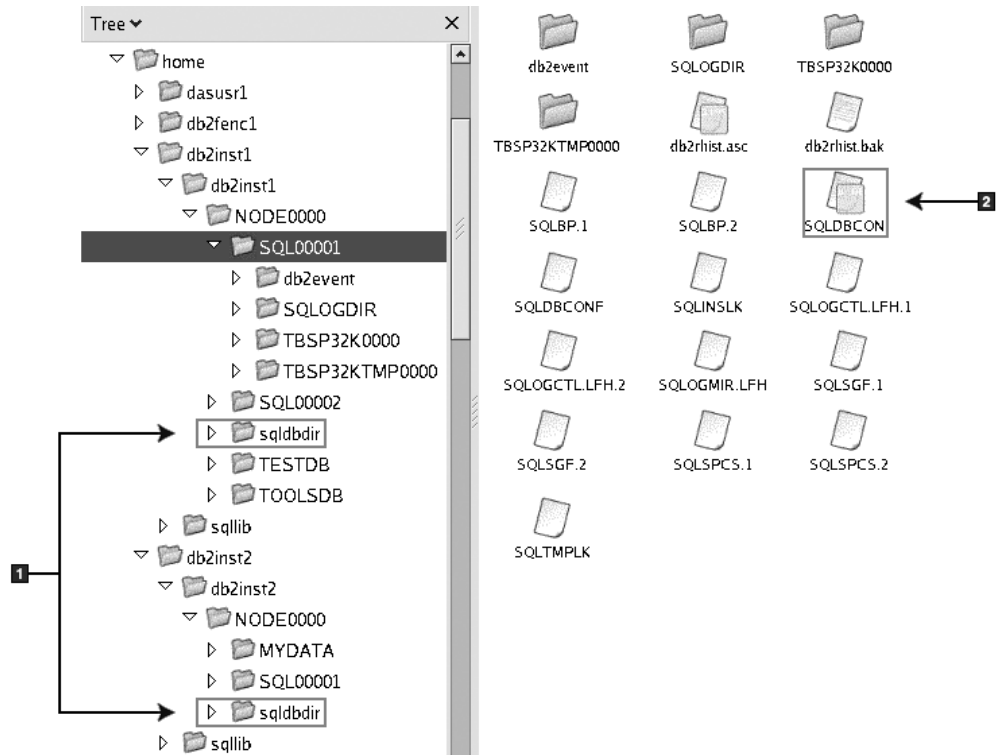 Tree
home
dasusr1
db2fenc1
db2inst1
db2inst1
NODE0000
SQL00001
db2event
SQLOGDIR
TBSP32K0000
TBSP32KTMP0000
SQL00002
sqldbdir
TESTDB
TOOLSDB
sqllib
db2inst2
db2inst2
NODE0000
MYDATA
SQL00001
sqldbdir
sqllib
1
db2event SQLOGDIR TBSP32K0000
TBSP32KTMP0000 db2rhist.asc db2rhist.bak
SQLBP.1 SQLBP.2 SQLDBCON
2
SQLDBCONF SQLINSLK SQLOGCTL.LFH.1
SQLOGCTL.LFH.2 SQLOGMIR.LFH SQLSGF.1
SQLSGF.2 SQLSPCS.1 SQLSPCS.2
SQLTMPLK